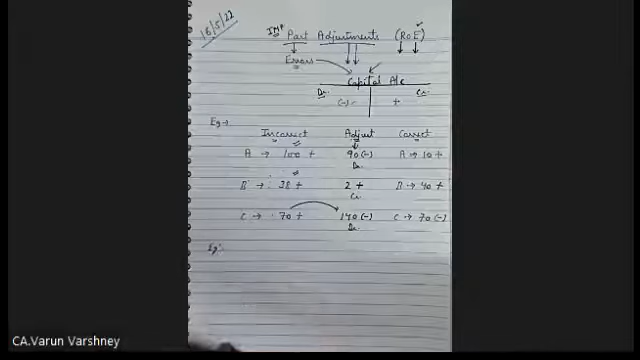 16/5/22
IMP Past Adjustments (RoE)
Errors
Capital A/c
Dr. Cr.
(-) +
Eg →
Incorrect Adjust Correct
A → 100 + 90 (-) A → 10 +
Dr.
B → 38 + 2 + B → 40 +
Cr.
C → 70 + 140 (-) C → 70 (-)
Dr.
Eg:
CA.Varun Varshney